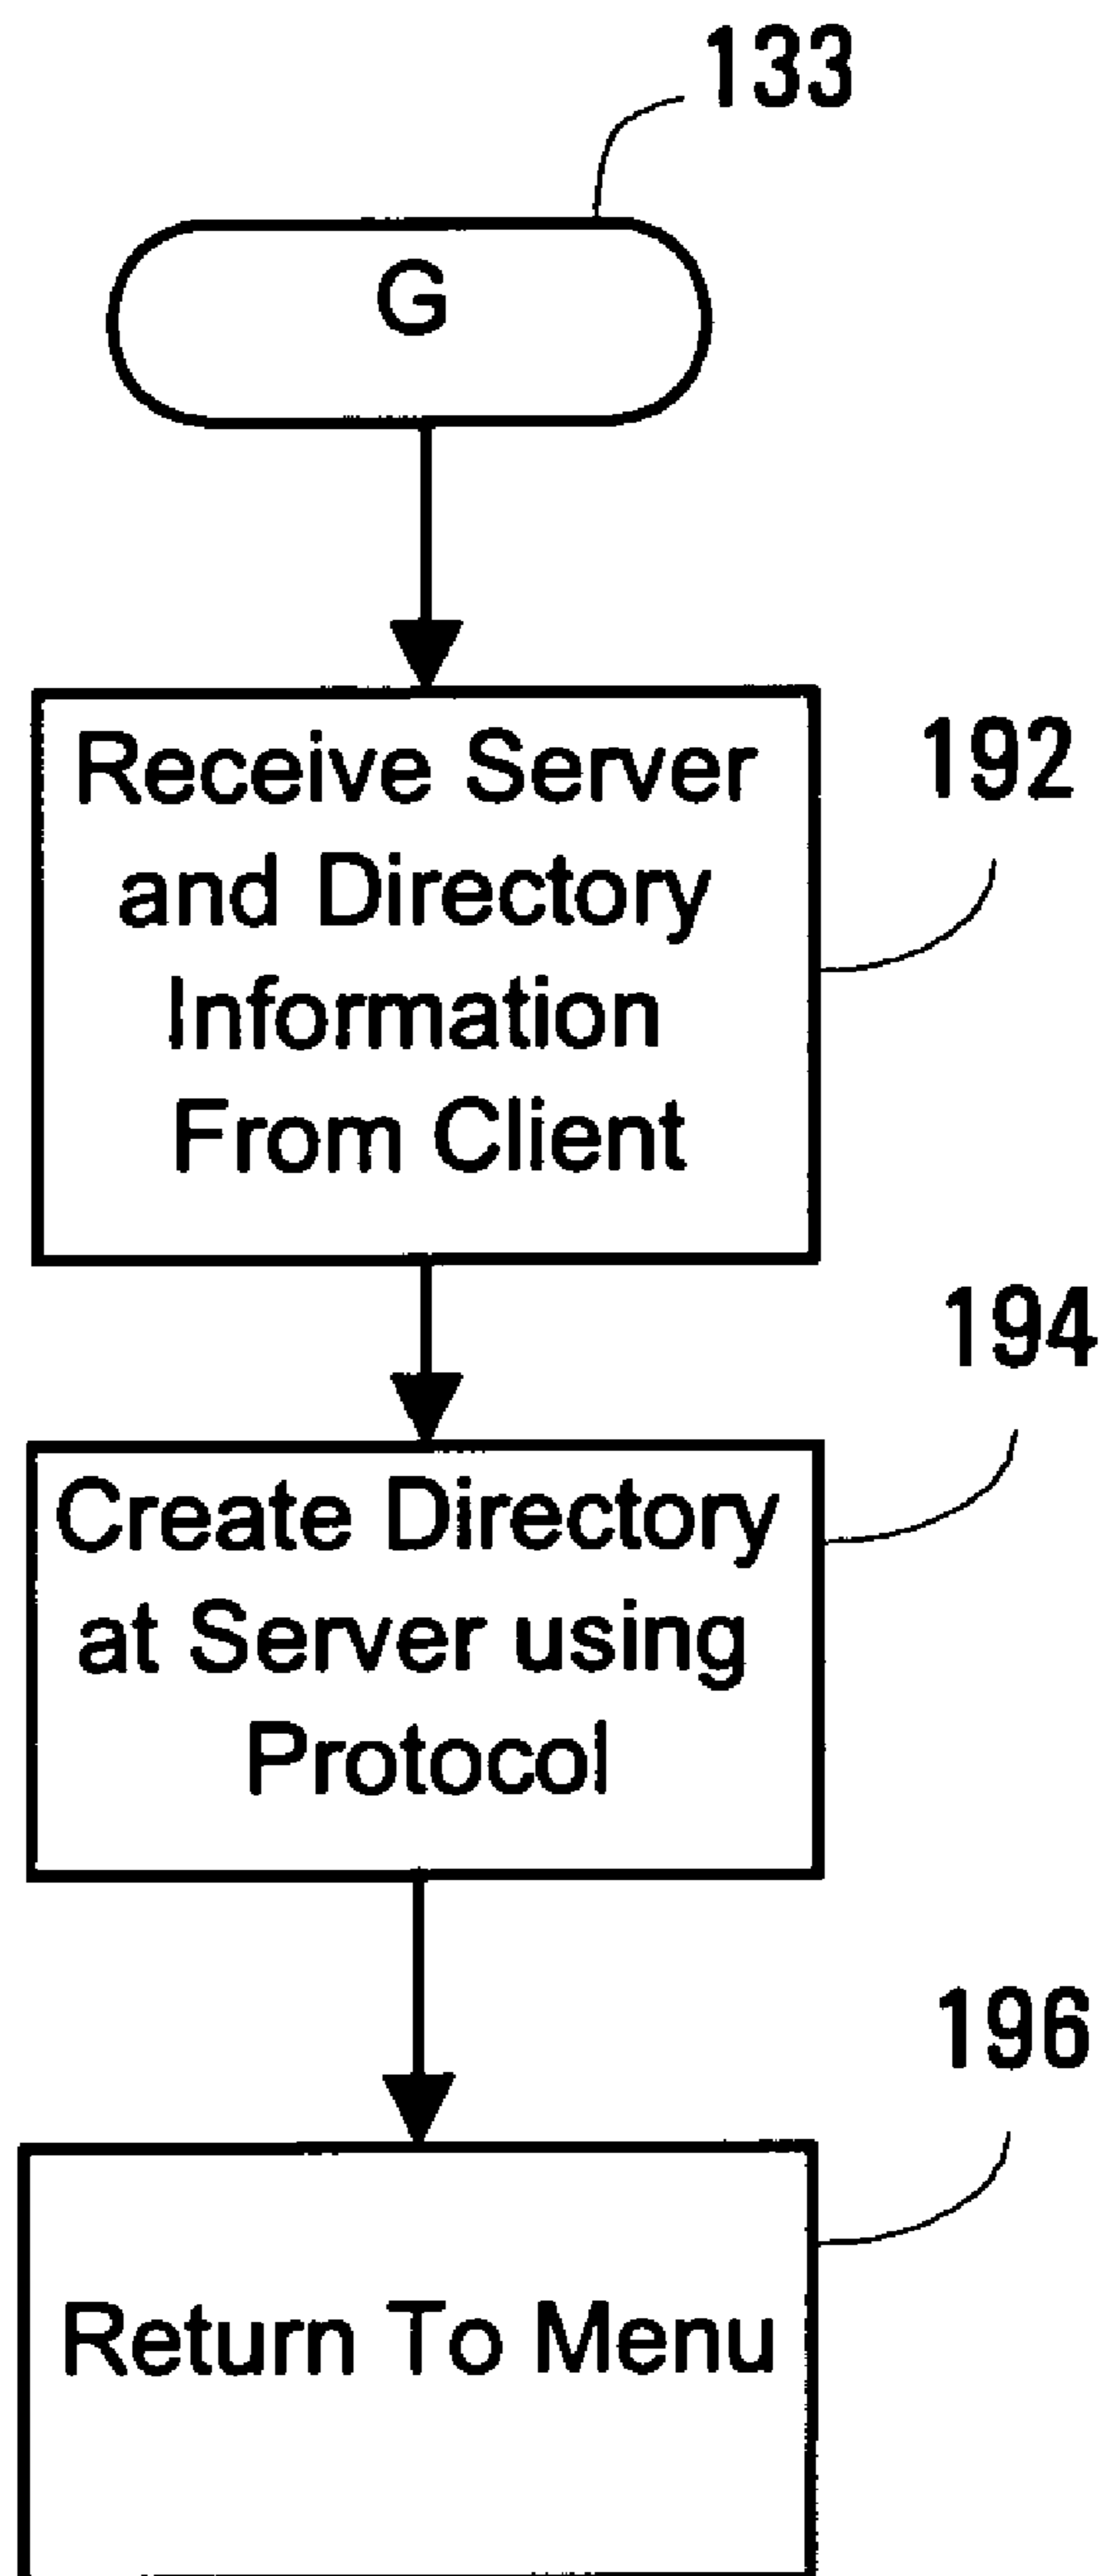 133
G
Receive Server
and Directory
Information
From Client
192
Create Directory
at Server using
Protocol
194
Return To Menu
196